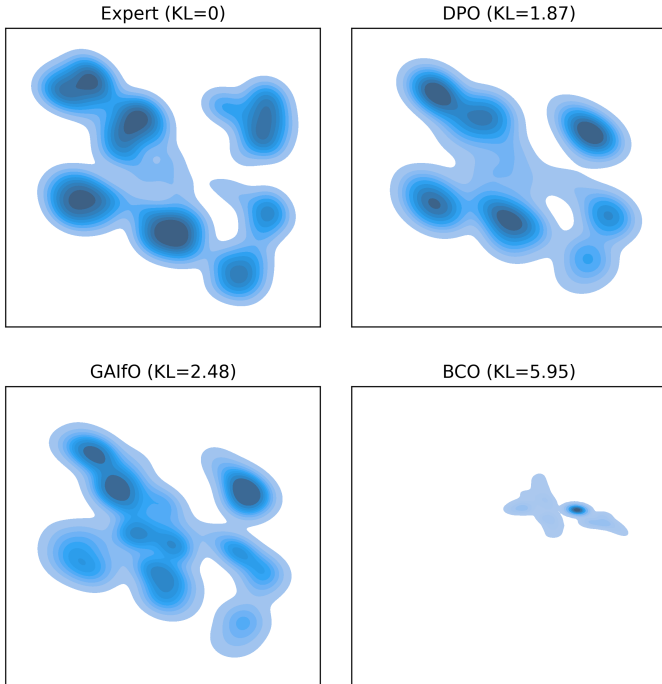 Expert (KL=0)
DPO (KL=1.87)
GAIfO (KL=2.48)
BCO (KL=5.95)